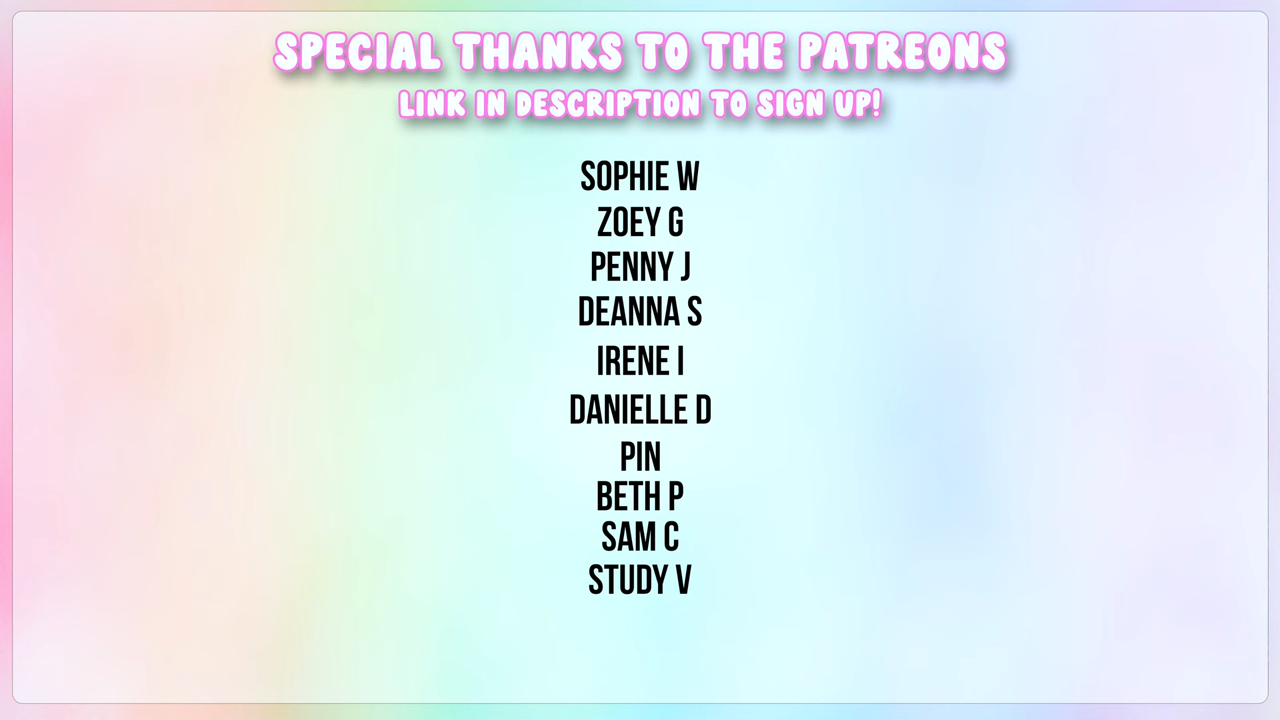 SPECIAL THANKS TO THE PATREONS
LINK IN DESCRIPTION TO SIGN UP!
SOPHIE W
ZOEY G
PENNY J
DEANNA S
IRENE I
DANIELLE D
PIN
BETH P
SAM C
STUDY V